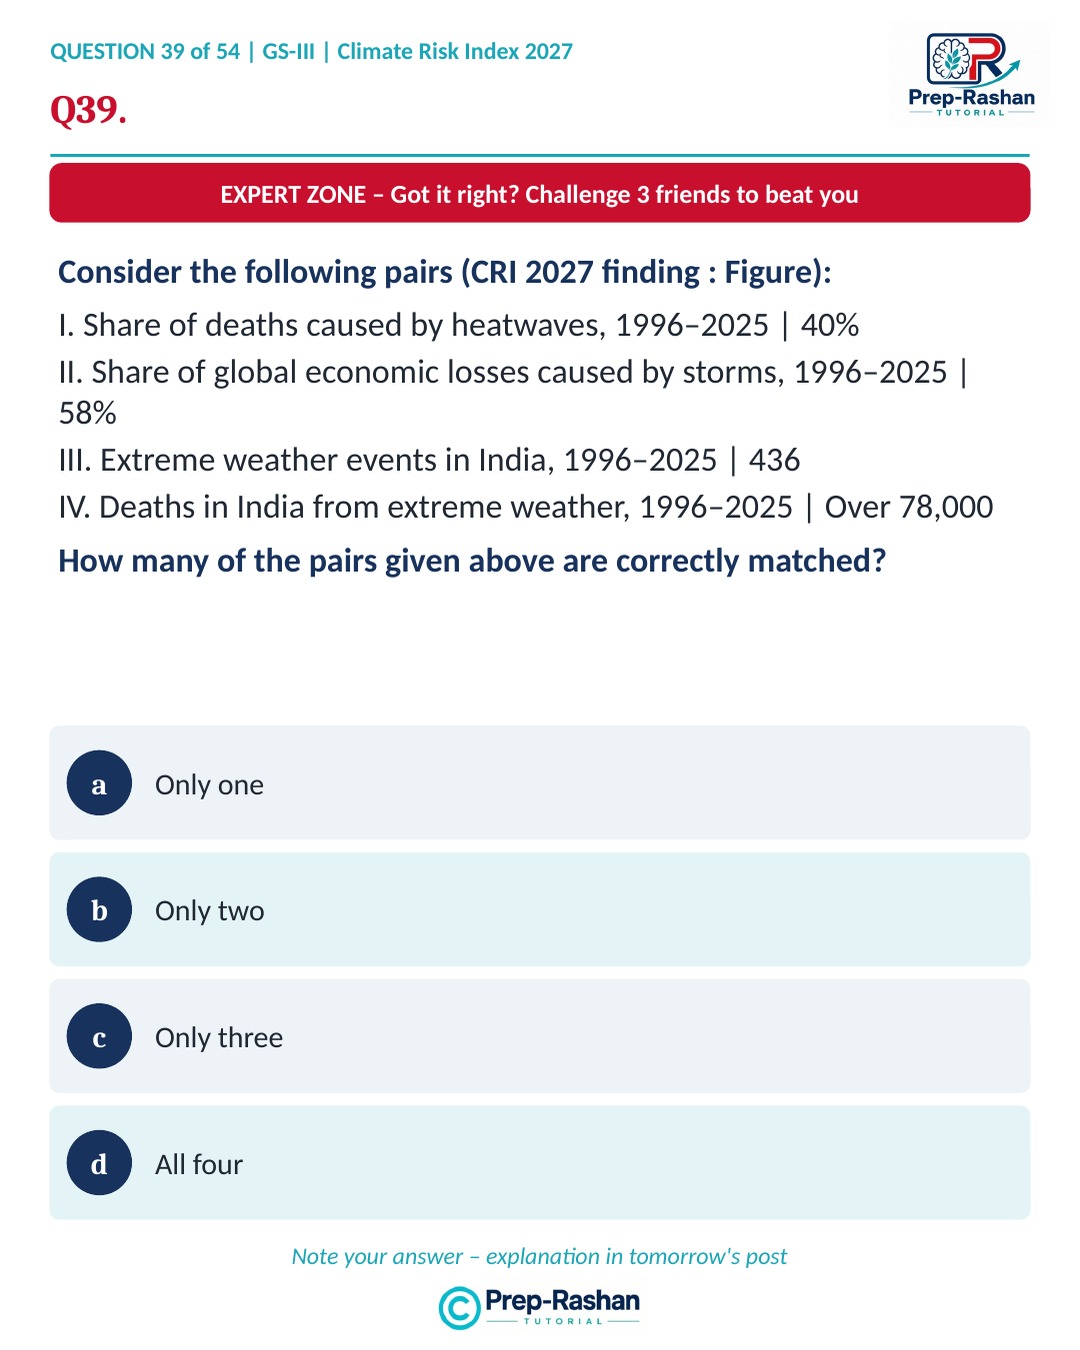 QUESTION 39 of 54 | GS-III | Climate Risk Index 2027
Q39.
Prep-Rashan
TUTORIAL
EXPERT ZONE – Got it right? Challenge 3 friends to beat you
Consider the following pairs (CRI 2027 finding : Figure):
I. Share of deaths caused by heatwaves, 1996–2025 | 40%
II. Share of global economic losses caused by storms, 1996–2025 |
58%
III. Extreme weather events in India, 1996–2025 | 436
IV. Deaths in India from extreme weather, 1996–2025 | Over 78,000
How many of the pairs given above are correctly matched?
a Only one
b Only two
c Only three
d All four
Note your answer – explanation in tomorrow's post
© Prep-Rashan
TUTORIAL